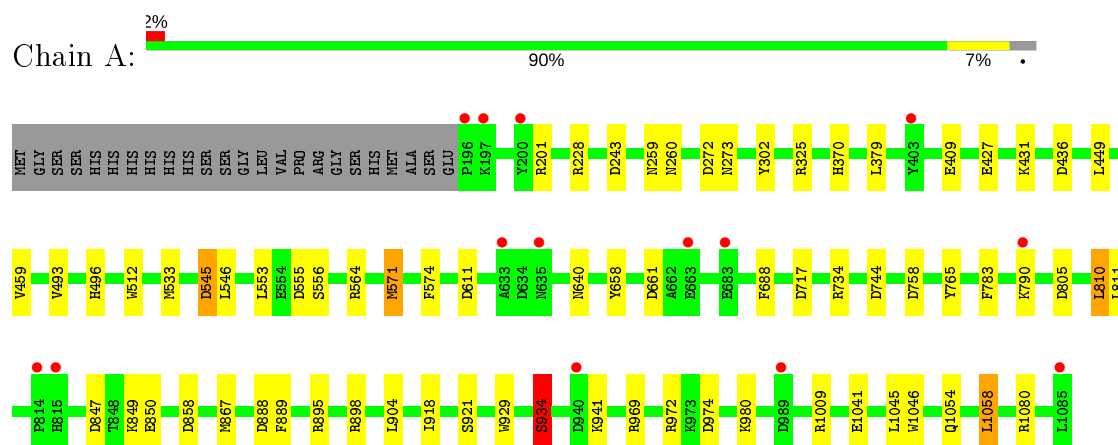 2%
Chain A:
90% 7% •
MET GLY SER SER HIS HIS HIS HIS HIS HIS SER SER GLY LEU VAL PRO ARG GLY SER HIS MET ALA SER GLU P196 K197 Y200 R201 R228 D243 N259 N260 D272 N273 Y302 R325 H370 L379 Y403 E409 E427 K431 D436 L449
V459 V493 H496 W512 M533 D545 L546 L553 E554 D555 S556 R564 M571 F574 D611 A633 D634 N635 N640 Y658 D661 A662 E663 E683 F688 D717 R734 D744 D758 Y765 F783 K790 D805 L810 L811
P814 H815 D847 T848 K849 E850 D858 M867 D888 F889 R895 R898 L904 I918 S921 W929 S934 D940 K941 R969 R972 K973 D974 K980 D989 R1009 E1041 L1045 W1046 Q1054 L1058 R1080 L1085